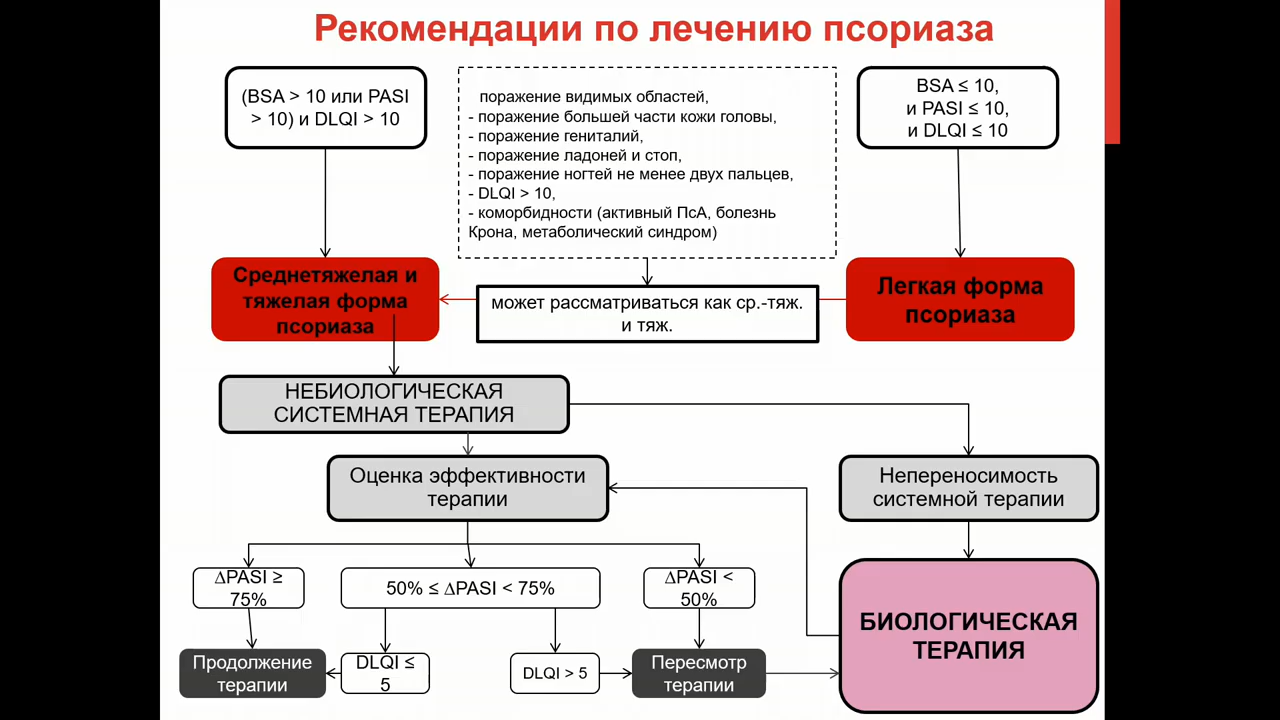 Рекомендации по лечению псориаза
(BSA > 10 или PASI
> 10) и DLQI > 10
поражение видимых областей,
- поражение большей части кожи головы,
- поражение гениталий,
- поражение ладоней и стоп,
- поражение ногтей не менее двух пальцев,
- DLQI > 10,
- коморбидности (активный ПсА, болезнь
Крона, метаболический синдром)
BSA ≤ 10,
и PASI ≤ 10,
и DLQI ≤ 10
Среднетяжелая и
тяжелая форма
псориаза
может рассматриваться как ср.-тяж.
и тяж.
Легкая форма
псориаза
НЕБИОЛОГИЧЕСКАЯ
СИСТЕМНАЯ ТЕРАПИЯ
Оценка эффективности
терапии
Непереносимость
системной терапии
∆PASI ≥
75%
50% ≤ ∆PASI < 75%
∆PASI <
50%
БИОЛОГИЧЕСКАЯ
ТЕРАПИЯ
Продолжение
терапии
DLQI ≤
5
DLQI > 5
Пересмотр
терапии